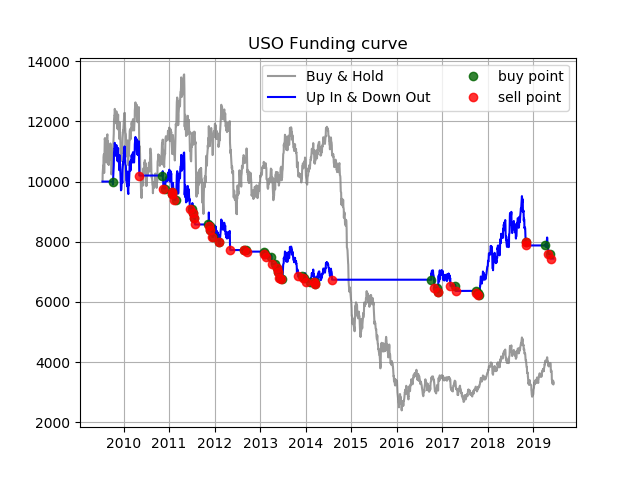 USO Funding curve
14000
12000
10000
8000
6000
4000
2000
Buy & Hold
Up In & Down Out
buy point
sell point
2010 2011 2012 2013 2014 2015 2016 2017 2018 2019